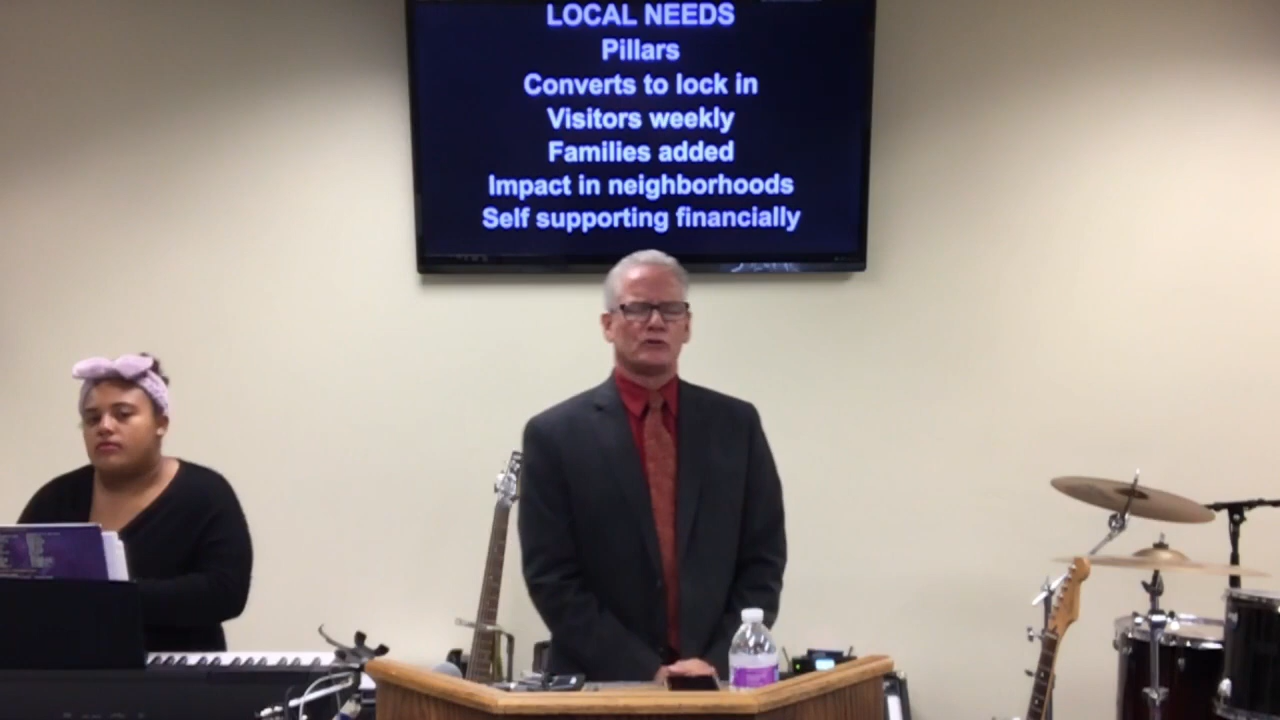 LOCAL NEEDS
Pillars
Converts to lock in
Visitors weekly
Families added
Impact in neighborhoods
Self supporting financially